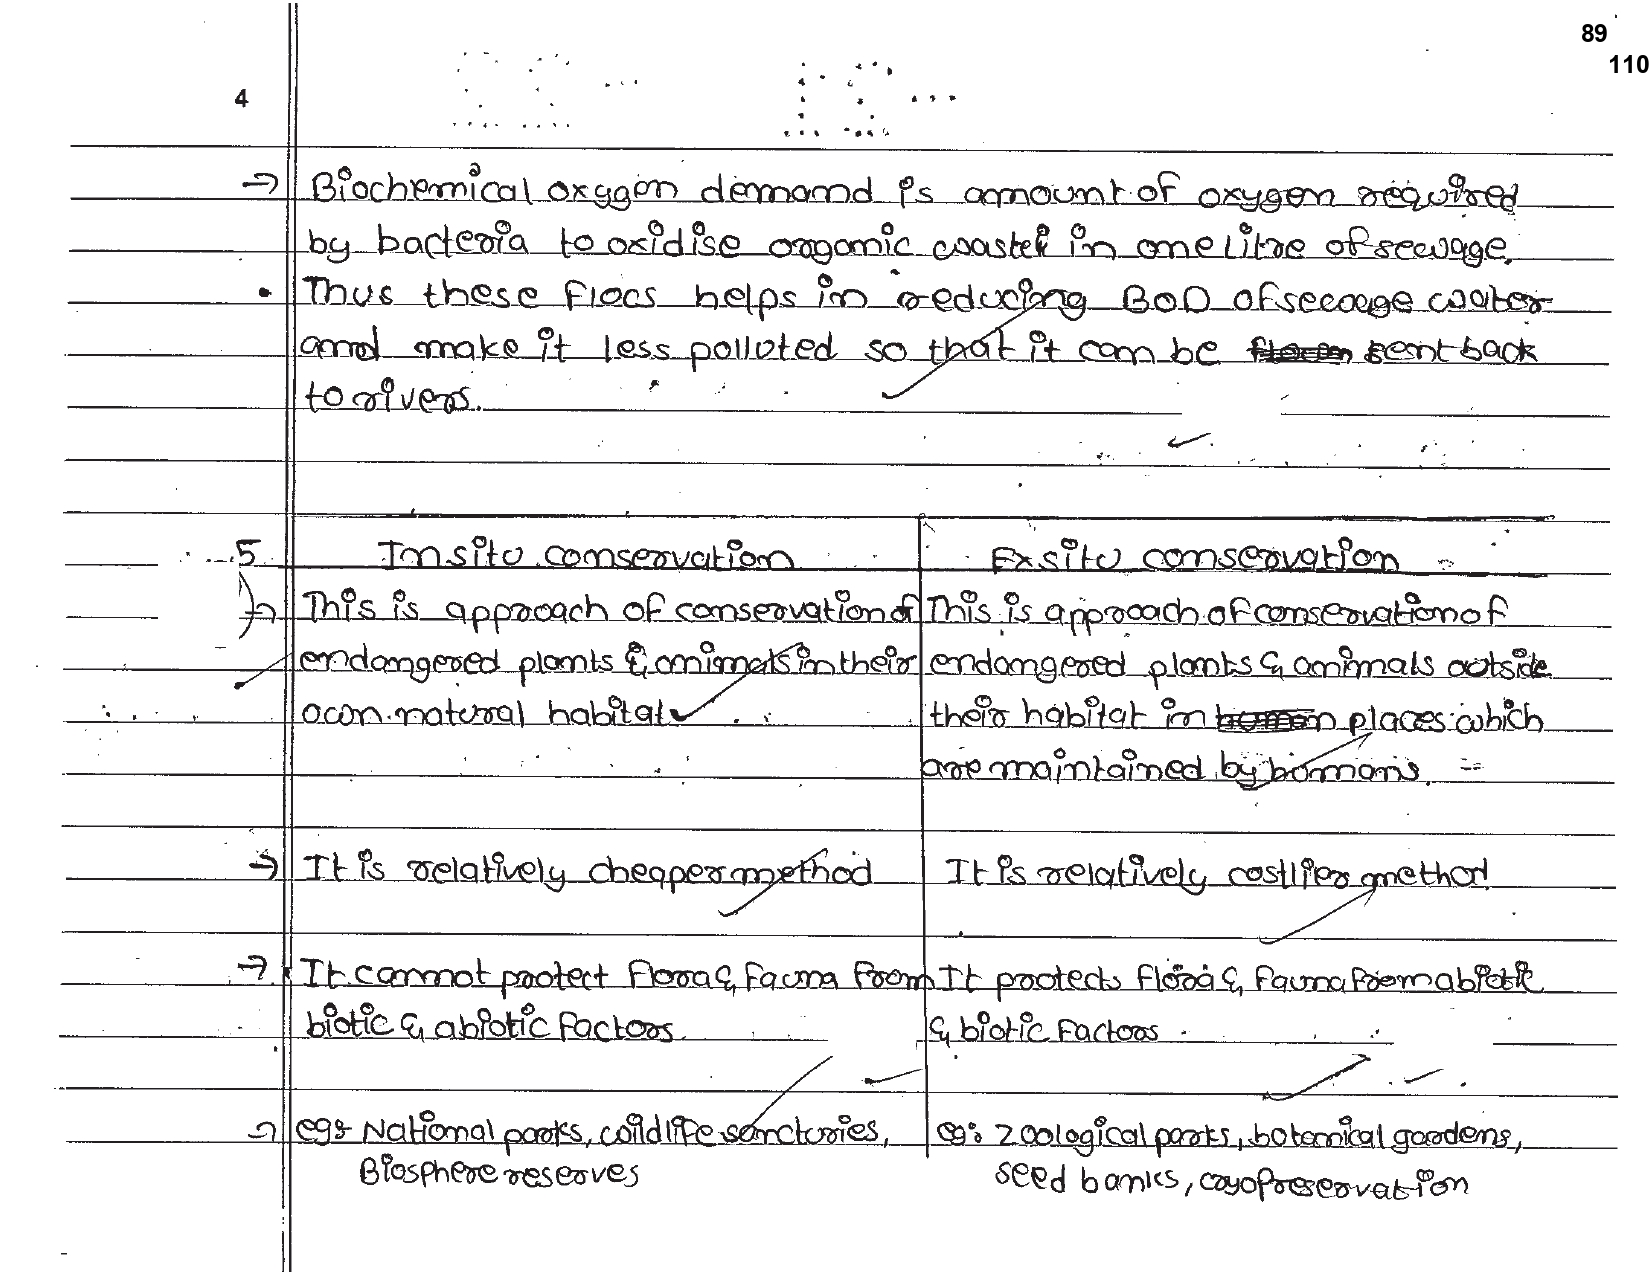 89
110
4
→ Biochemical oxygen demand is amount of oxygen required
by bacteria to oxidise organic waste in one litre of sewage.
• Thus these flocs helps in reducing BOD of sewage water
and make it less polluted so that it can be sent back
to rivers.
5 Insitu conservation Exsitu conservation
→ This is approach of conservation of This is approach of conservation of
endangered plants & animals in their endangered plants & animals outside
own natural habitat their habitat in places which
are maintained by humans.
→ It is relatively cheaper method It is relatively costlier method
→ It cannot protect flora & fauna from It protects flora & fauna from abiotic
biotic & abiotic factors. & biotic factors.
→ eg:- National parks, wildlife sancturies, eg: Zoological parks, botanical gardens,
Biosphere reserves seed banks, cryopreservation